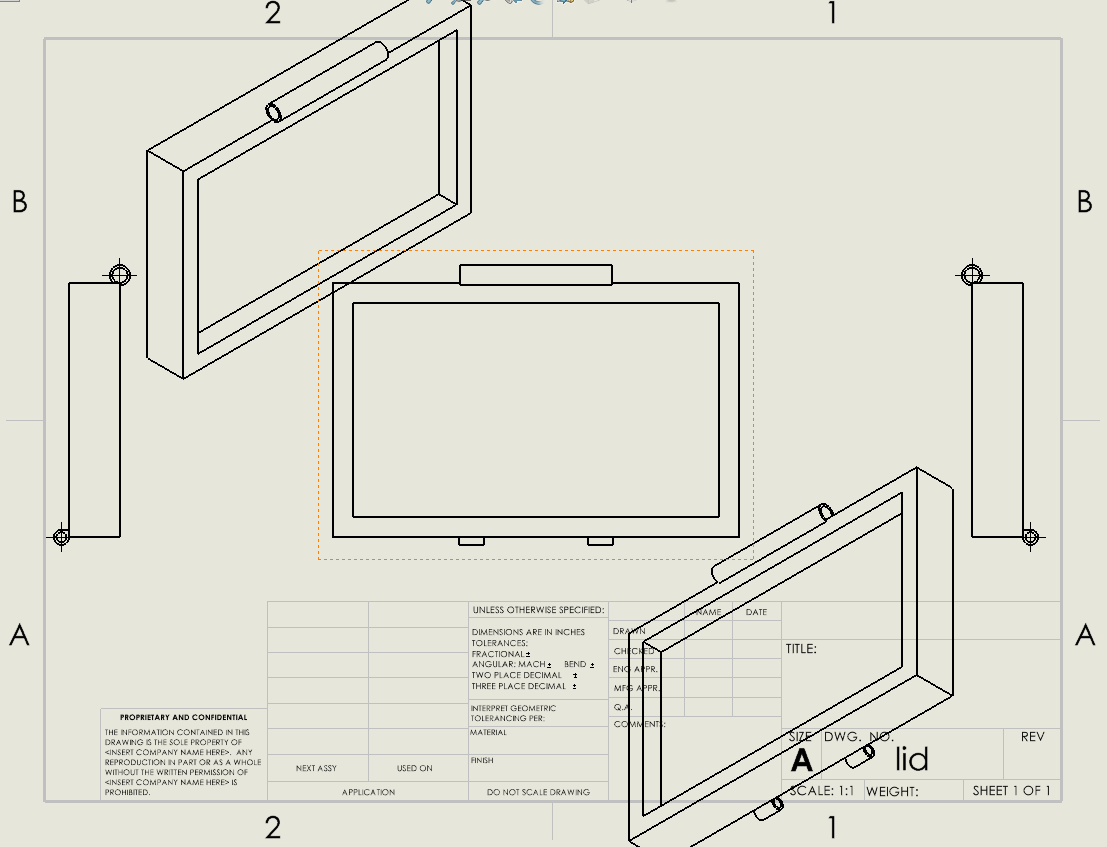 2
1
B
B
A
A
UNLESS OTHERWISE SPECIFIED:
NAME
DATE
DIMENSIONS ARE IN INCHES
TOLERANCES:
FRACTIONAL±
ANGULAR: MACH± BEND ±
TWO PLACE DECIMAL ±
THREE PLACE DECIMAL ±
DRAWN
CHECKED
ENG APPR.
MFG APPR.
INTERPRET GEOMETRIC
TOLERANCING PER:
Q.A.
COMMENTS:
MATERIAL
FINISH
TITLE:
PROPRIETARY AND CONFIDENTIAL
THE INFORMATION CONTAINED IN THIS
DRAWING IS THE SOLE PROPERTY OF
<INSERT COMPANY NAME HERE>. ANY
REPRODUCTION IN PART OR AS A WHOLE
WITHOUT THE WRITTEN PERMISSION OF
<INSERT COMPANY NAME HERE> IS
PROHIBITED.
NEXT ASSY
USED ON
APPLICATION
DO NOT SCALE DRAWING
SIZE
DWG. NO.
REV
A
lid
SCALE: 1:1
WEIGHT:
SHEET 1 OF 1
2
1